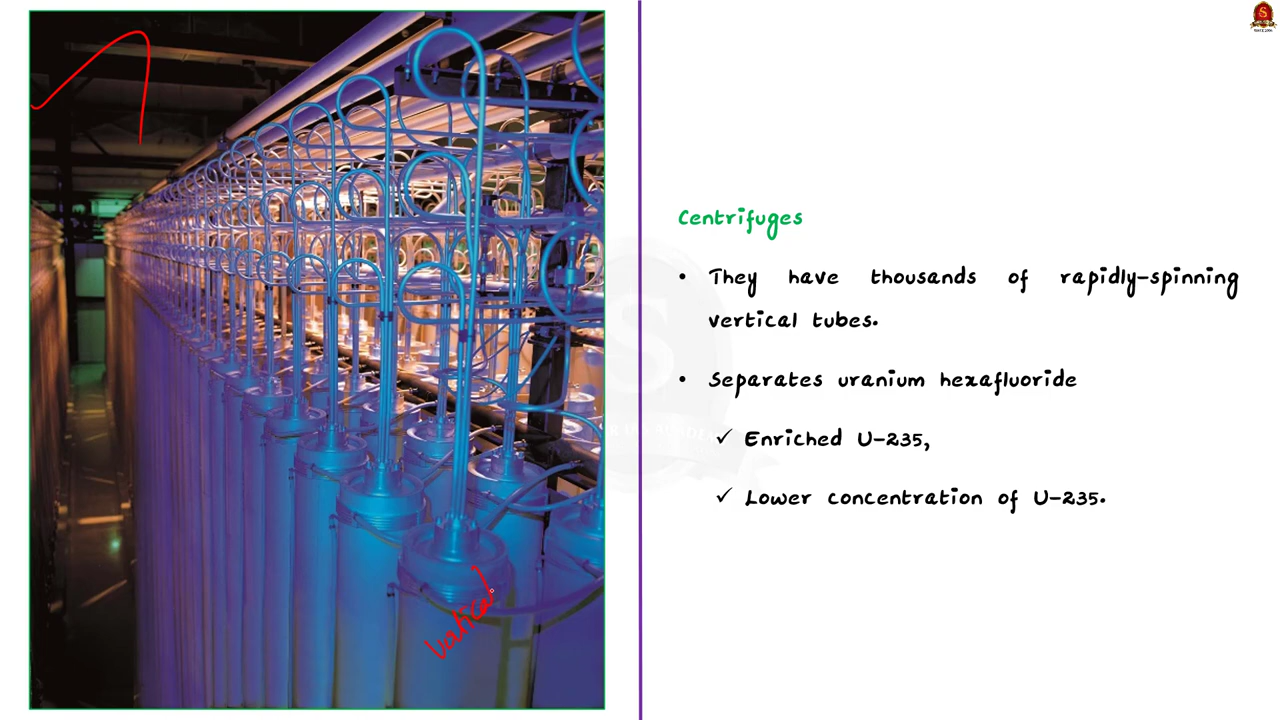 Centrifuges
• They have thousands of rapidly-spinning
vertical tubes.
• Separates uranium hexafluoride
✓ Enriched U-235,
✓ Lower concentration of U-235.